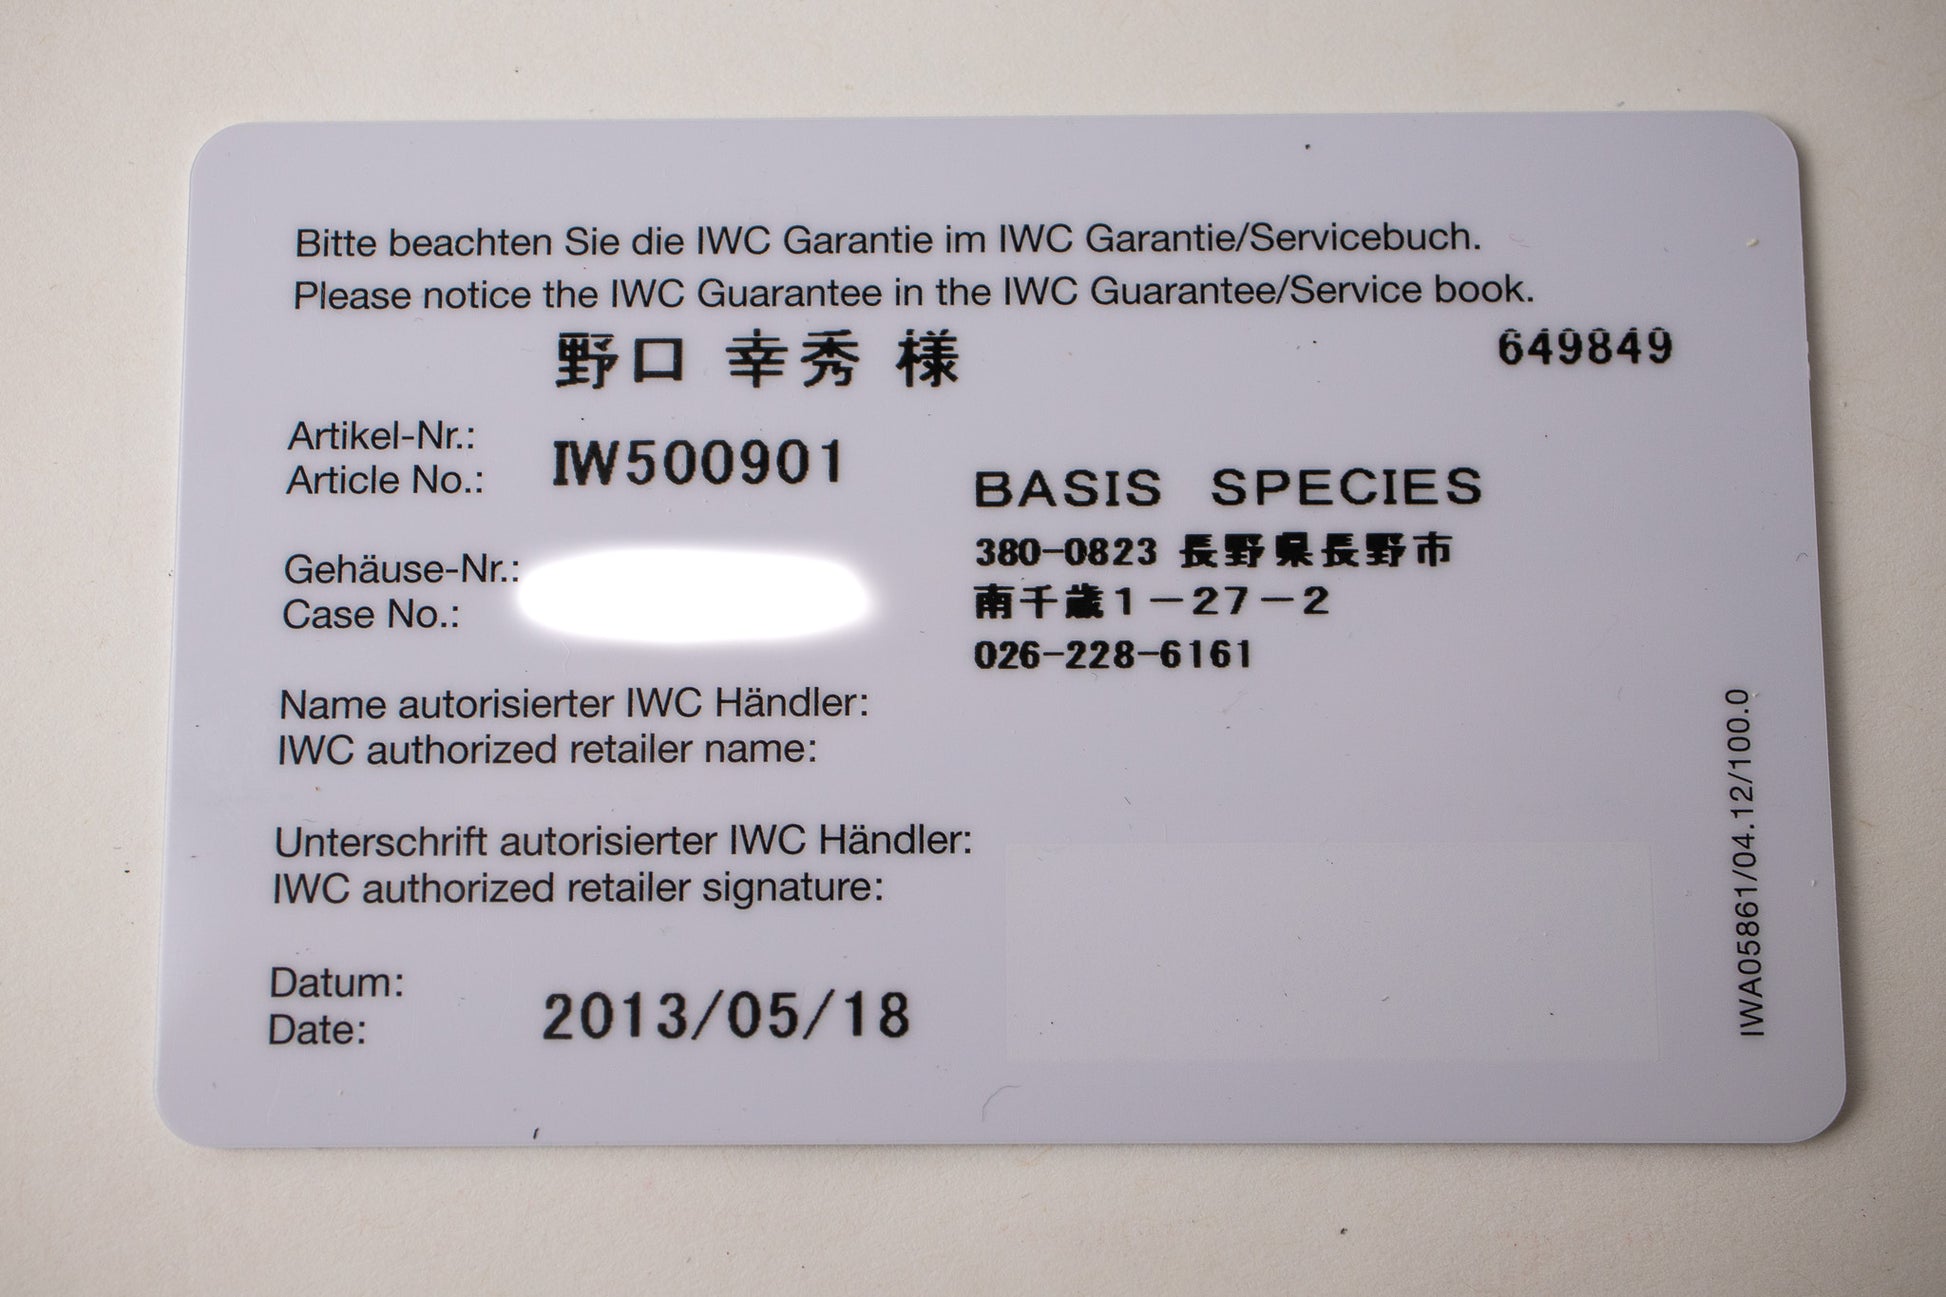 Bitte beachten Sie die IWC Garantie im IWC Garantie/Servicebuch.
Please notice the IWC Guarantee in the IWC Guarantee/Service book.
野口 幸秀 様
649849
Artikel-Nr.:
Article No.:
IW500901
BASIS SPECIES
380-0823 長野県長野市
南千歳1-27-2
026-228-6161
Gehäuse-Nr.:
Case No.:
Name autorisierter IWC Händler:
IWC authorized retailer name:
Unterschrift autorisierter IWC Händler:
IWC authorized retailer signature:
Datum:
Date:
2013/05/18
IWA05861/04.12/100.0